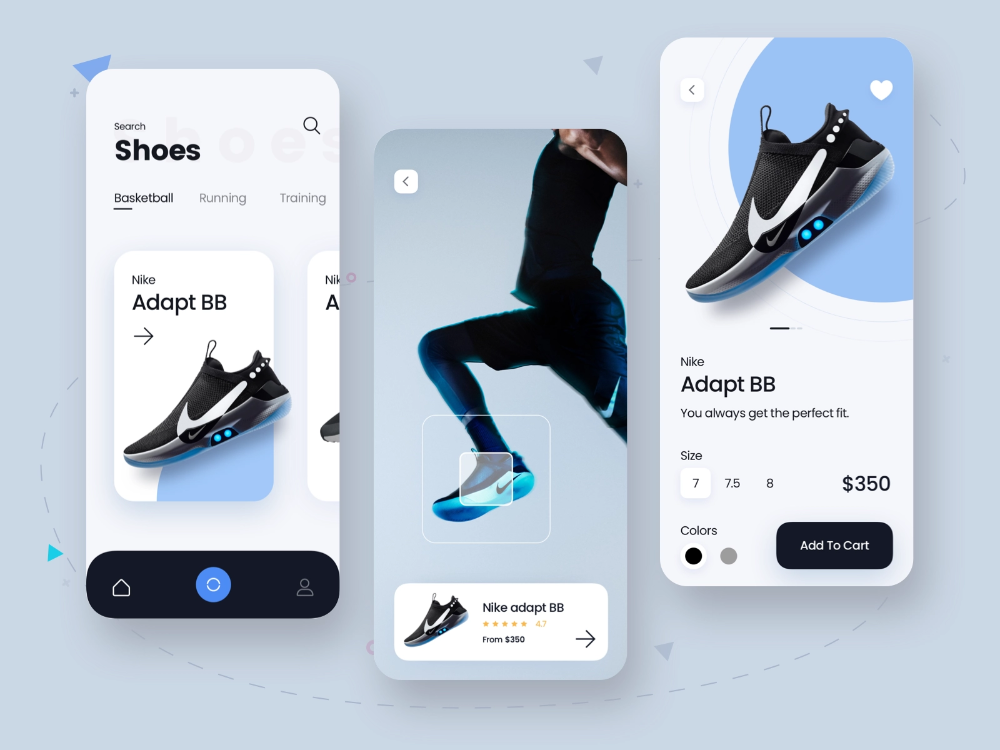 Search
Shoes
Shoes
Basketball Running Training
Nike
Adapt BB
Nik
A
Nike adapt BB
4.7
From $350
Nike
Adapt BB
You always get the perfect fit.
Size
7 7.5 8
$350
Colors
Add To Cart